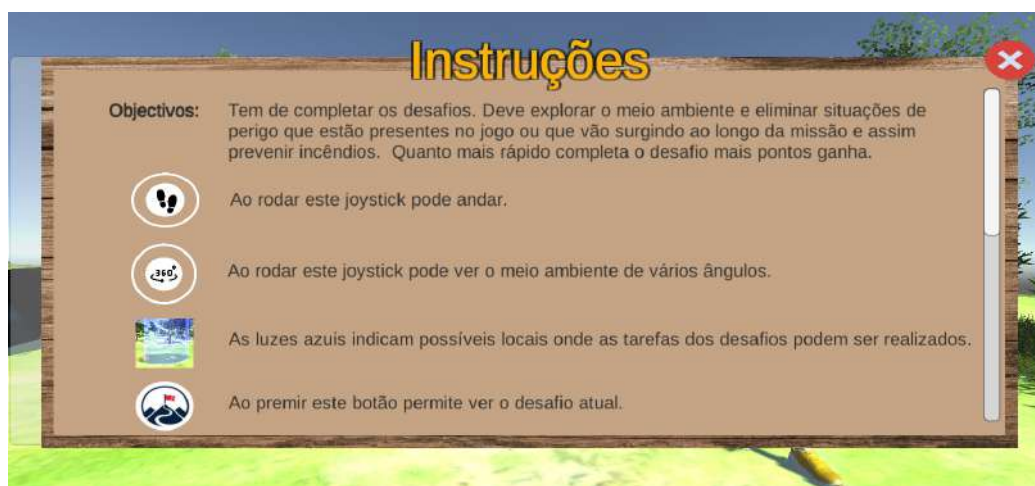 Instruções
Objectivos: Tem de completar os desafios. Deve explorar o meio ambiente e eliminar situações de
perigo que estão presentes no jogo ou que vão surgindo ao longo da missão e assim
prevenir incêndios. Quanto mais rápido completa o desafio mais pontos ganha.
Ao rodar este joystick pode andar.
360°
Ao rodar este joystick pode ver o meio ambiente de vários ângulos.
As luzes azuis indicam possíveis locais onde as tarefas dos desafios podem ser realizados.
Ao premir este botão permite ver o desafio atual.